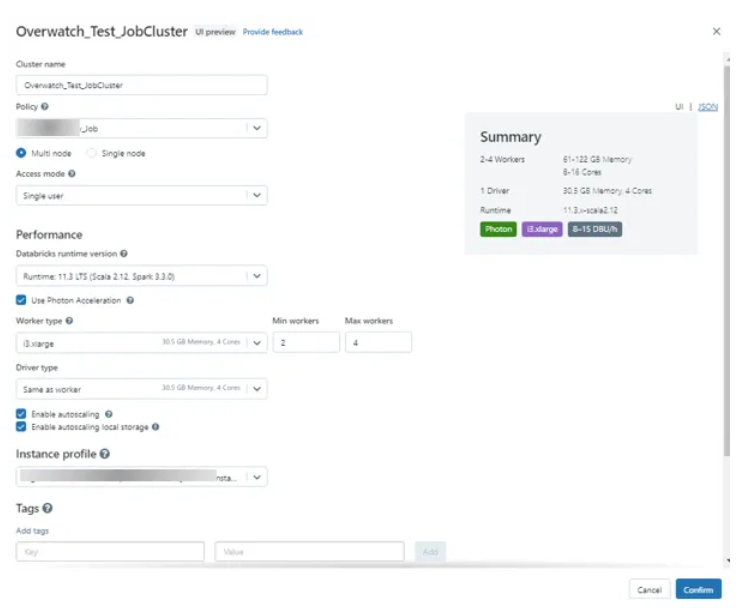 Overwatch_Test_JobCluster UI preview Provide feedback
Cluster name
Overwatch_Test_JobCluster
Policy
_Job
UI | JSON
Multi node Single node
Access mode
Single user
Summary
2-4 Workers 61-122 GB Memory
8-16 Cores
1 Driver 30.5 GB Memory, 4 Cores
Runtime 11.3.x-scala2.12
Photon i3.xlarge 8-15 DBU/h
Performance
Databricks runtime version
Runtime: 11.3 LTS (Scala 2.12, Spark 3.3.0)
Use Photon Acceleration
Worker type Min workers Max workers
i3.xlarge 30.5 GB Memory, 4 Cores 2 4
Driver type
Same as worker 30.5 GB Memory, 4 Cores
Enable autoscaling
Enable autoscaling local storage
Instance profile
nsta...
Tags
Add tags
Key Value Add
Cancel Confirm